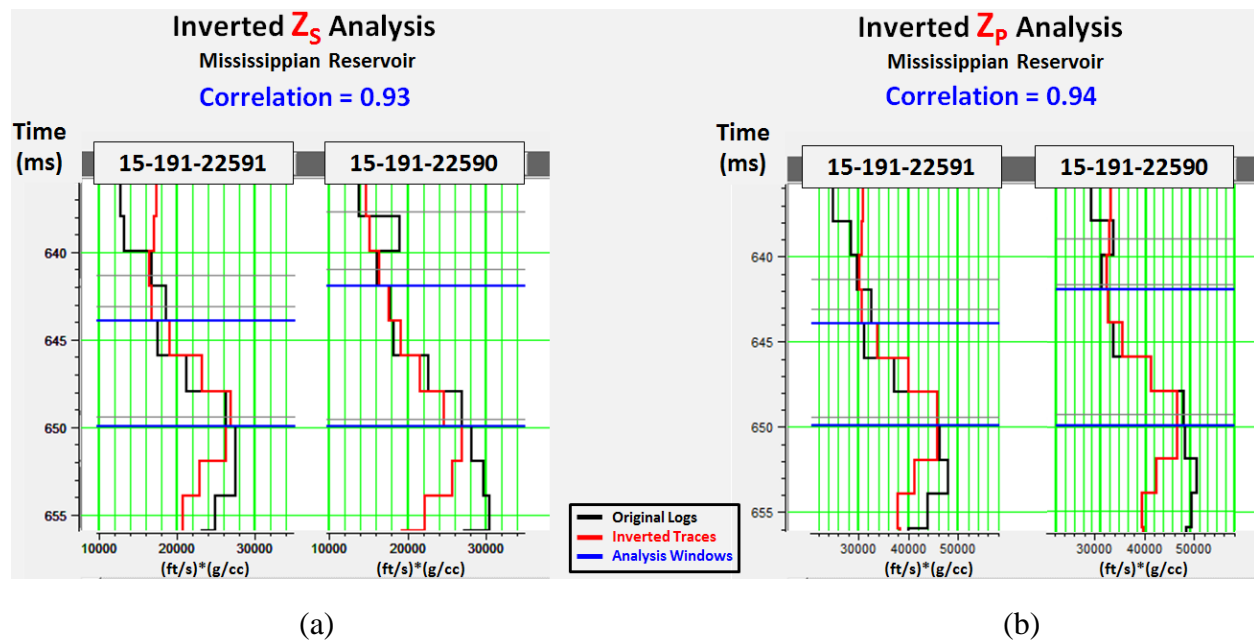 Inverted ZS Analysis
Mississippian Reservoir
Correlation = 0.93
Time
(ms)
15-191-22591
15-191-22590
640
645
650
655
10000 20000 30000
10000 20000 30000
(ft/s)*(g/cc)
(ft/s)*(g/cc)
(a)
Original Logs
Inverted Traces
Analysis Windows
Inverted ZP Analysis
Mississippian Reservoir
Correlation = 0.94
Time
(ms)
15-191-22591
15-191-22590
640
645
650
655
30000 40000 50000
30000 40000 50000
(ft/s)*(g/cc)
(ft/s)*(g/cc)
(b)